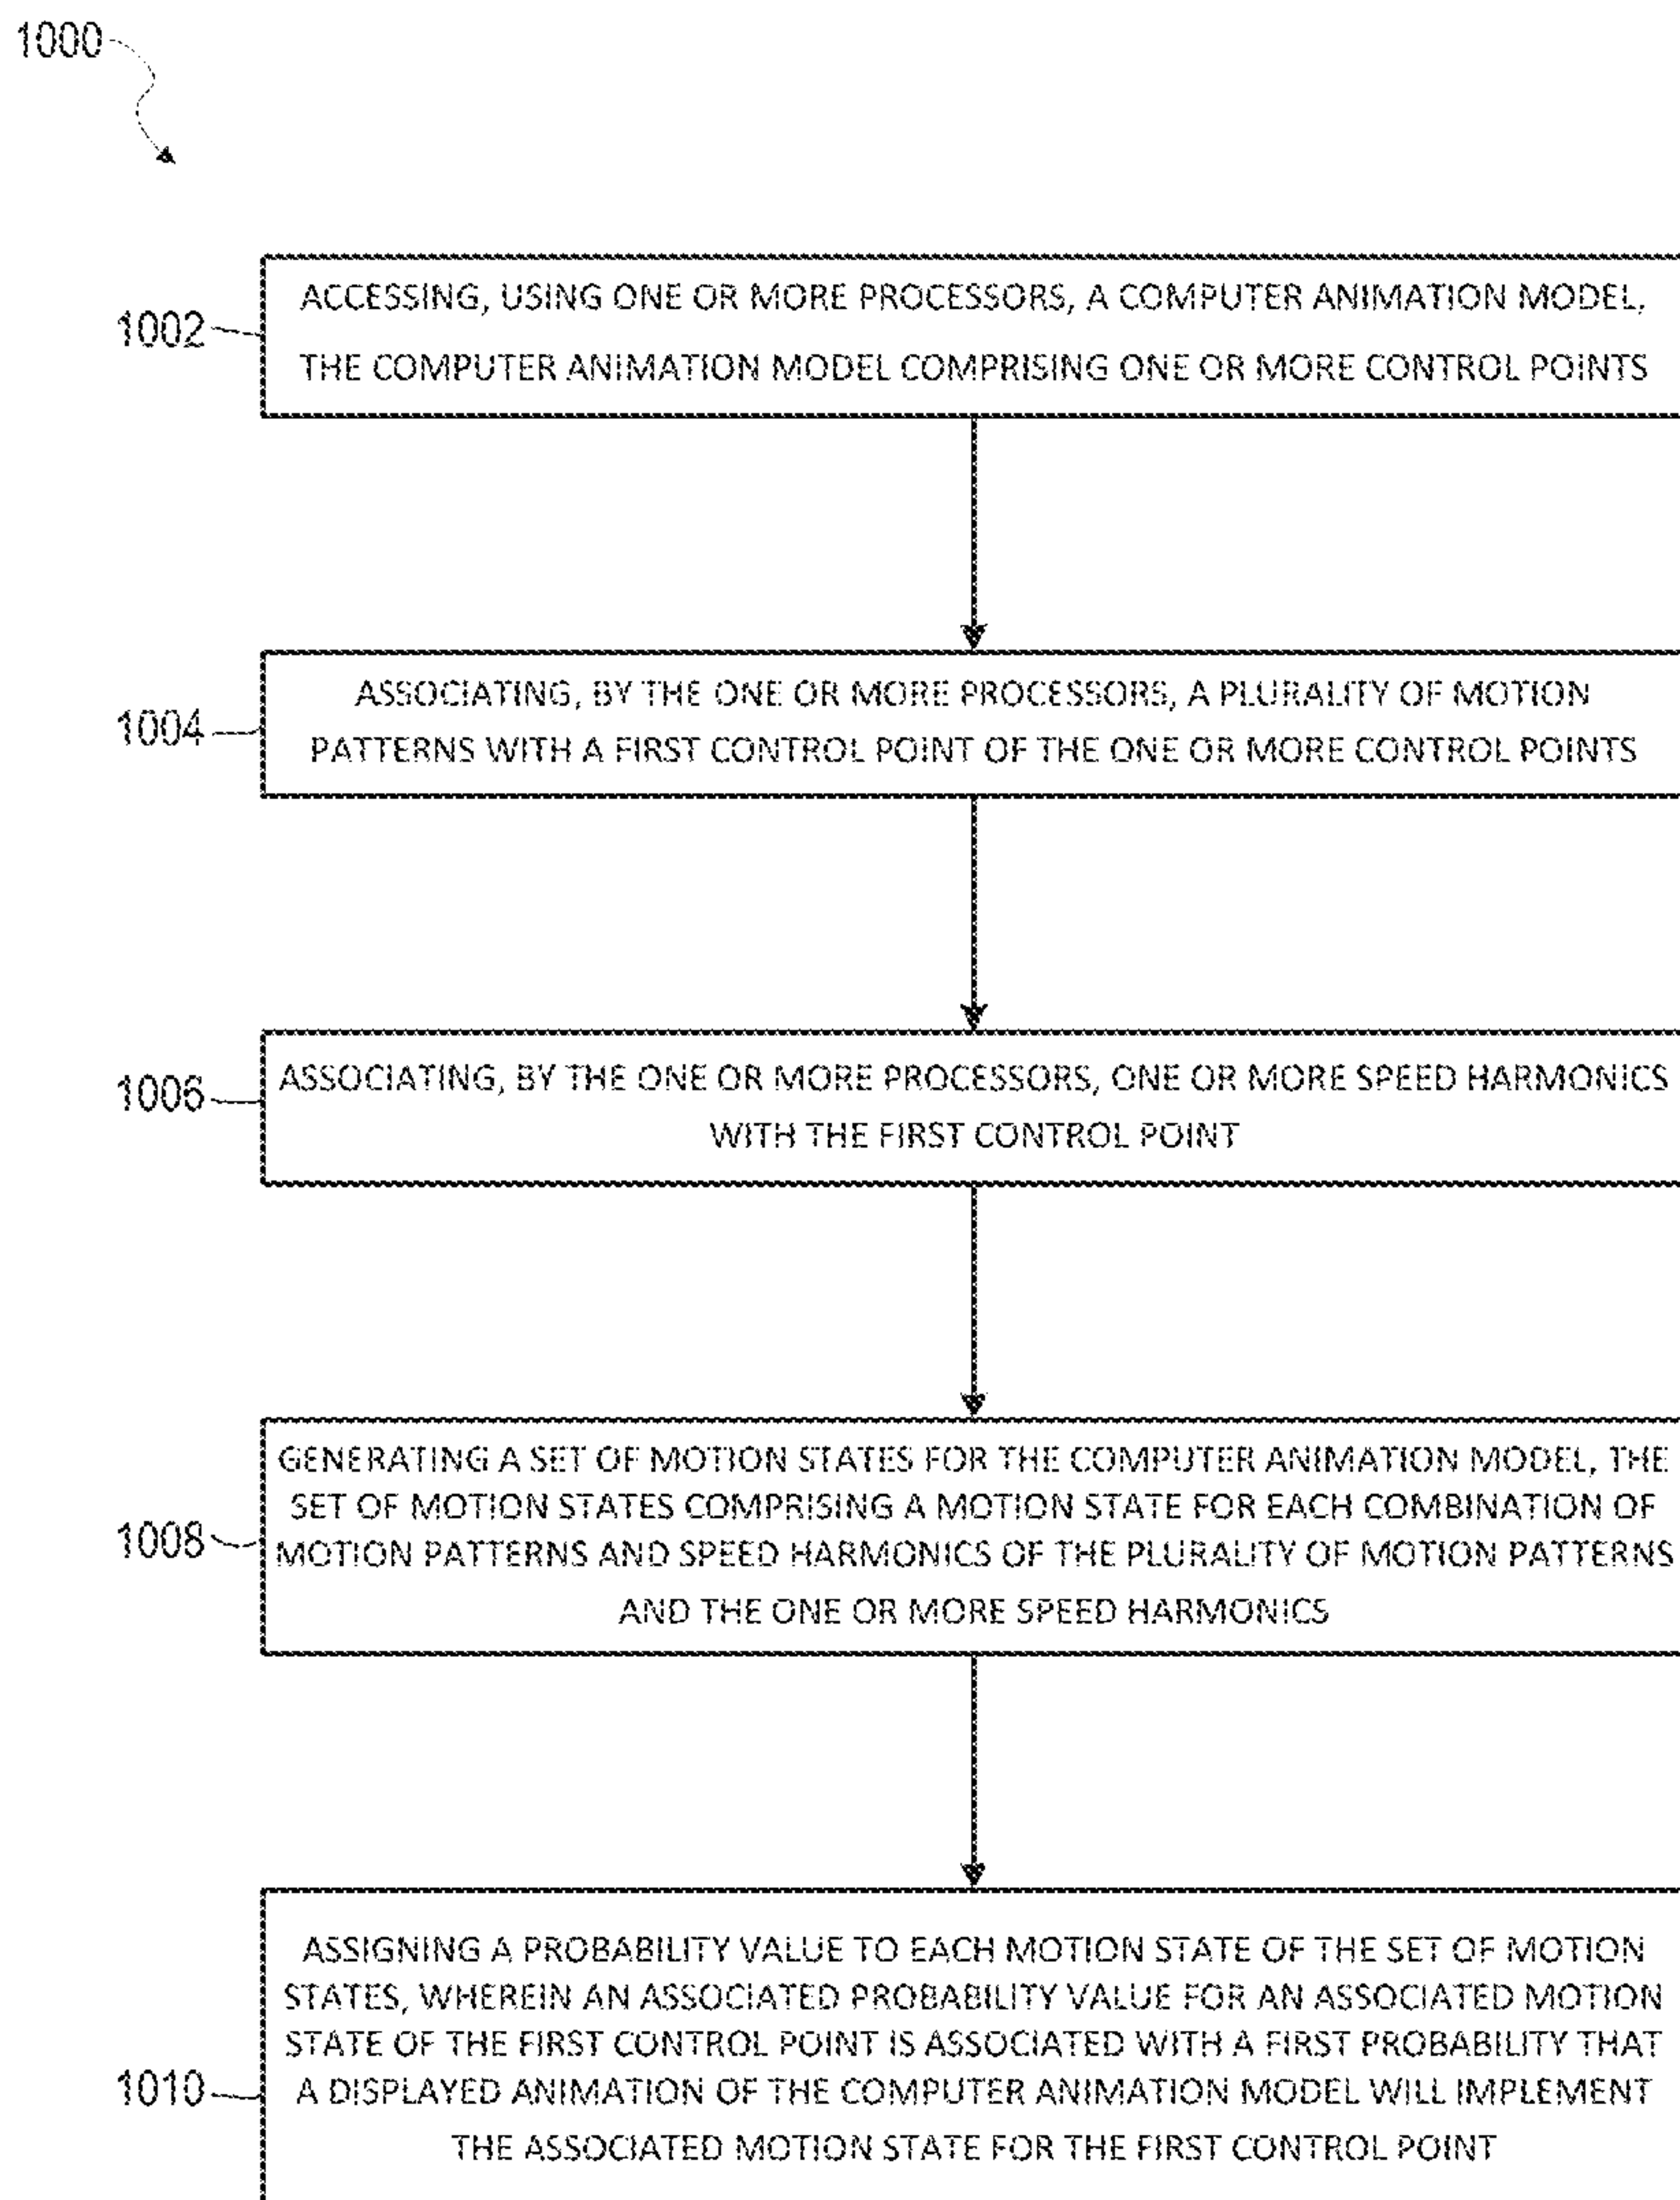 1000
1002
ACCESSING, USING ONE OR MORE PROCESSORS, A COMPUTER ANIMATION MODEL,
THE COMPUTER ANIMATION MODEL COMPRISING ONE OR MORE CONTROL POINTS
1004
ASSOCIATING, BY THE ONE OR MORE PROCESSORS, A PLURALITY OF MOTION
PATTERNS WITH A FIRST CONTROL POINT OF THE ONE OR MORE CONTROL POINTS
1006
ASSOCIATING, BY THE ONE OR MORE PROCESSORS, ONE OR MORE SPEED HARMONICS
WITH THE FIRST CONTROL POINT
1008
GENERATING A SET OF MOTION STATES FOR THE COMPUTER ANIMATION MODEL, THE
SET OF MOTION STATES COMPRISING A MOTION STATE FOR EACH COMBINATION OF
MOTION PATTERNS AND SPEED HARMONICS OF THE PLURALITY OF MOTION PATTERNS
AND THE ONE OR MORE SPEED HARMONICS
1010
ASSIGNING A PROBABILITY VALUE TO EACH MOTION STATE OF THE SET OF MOTION
STATES, WHEREIN AN ASSOCIATED PROBABILITY VALUE FOR AN ASSOCIATED MOTION
STATE OF THE FIRST CONTROL POINT IS ASSOCIATED WITH A FIRST PROBABILITY THAT
A DISPLAYED ANIMATION OF THE COMPUTER ANIMATION MODEL WILL IMPLEMENT
THE ASSOCIATED MOTION STATE FOR THE FIRST CONTROL POINT